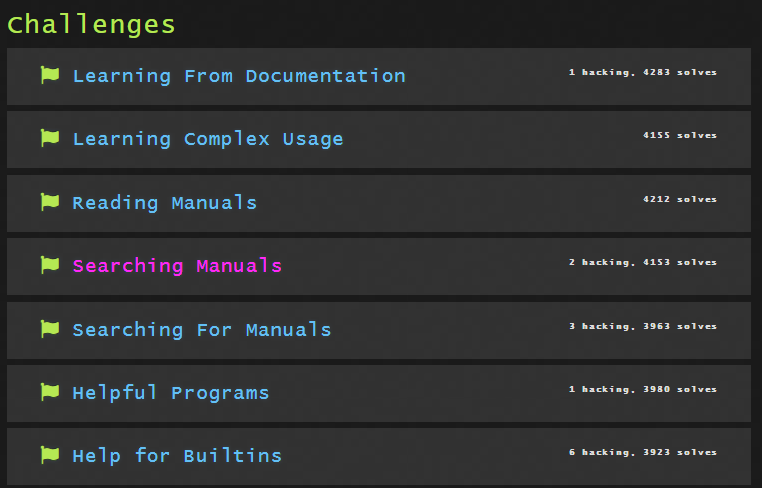 Challenges
Learning From Documentation 1 hacking, 4283 solves
Learning Complex Usage 4155 solves
Reading Manuals 4212 solves
Searching Manuals 2 hacking, 4153 solves
Searching For Manuals 3 hacking, 3963 solves
Helpful Programs 1 hacking, 3980 solves
Help for Builtins 6 hacking, 3923 solves